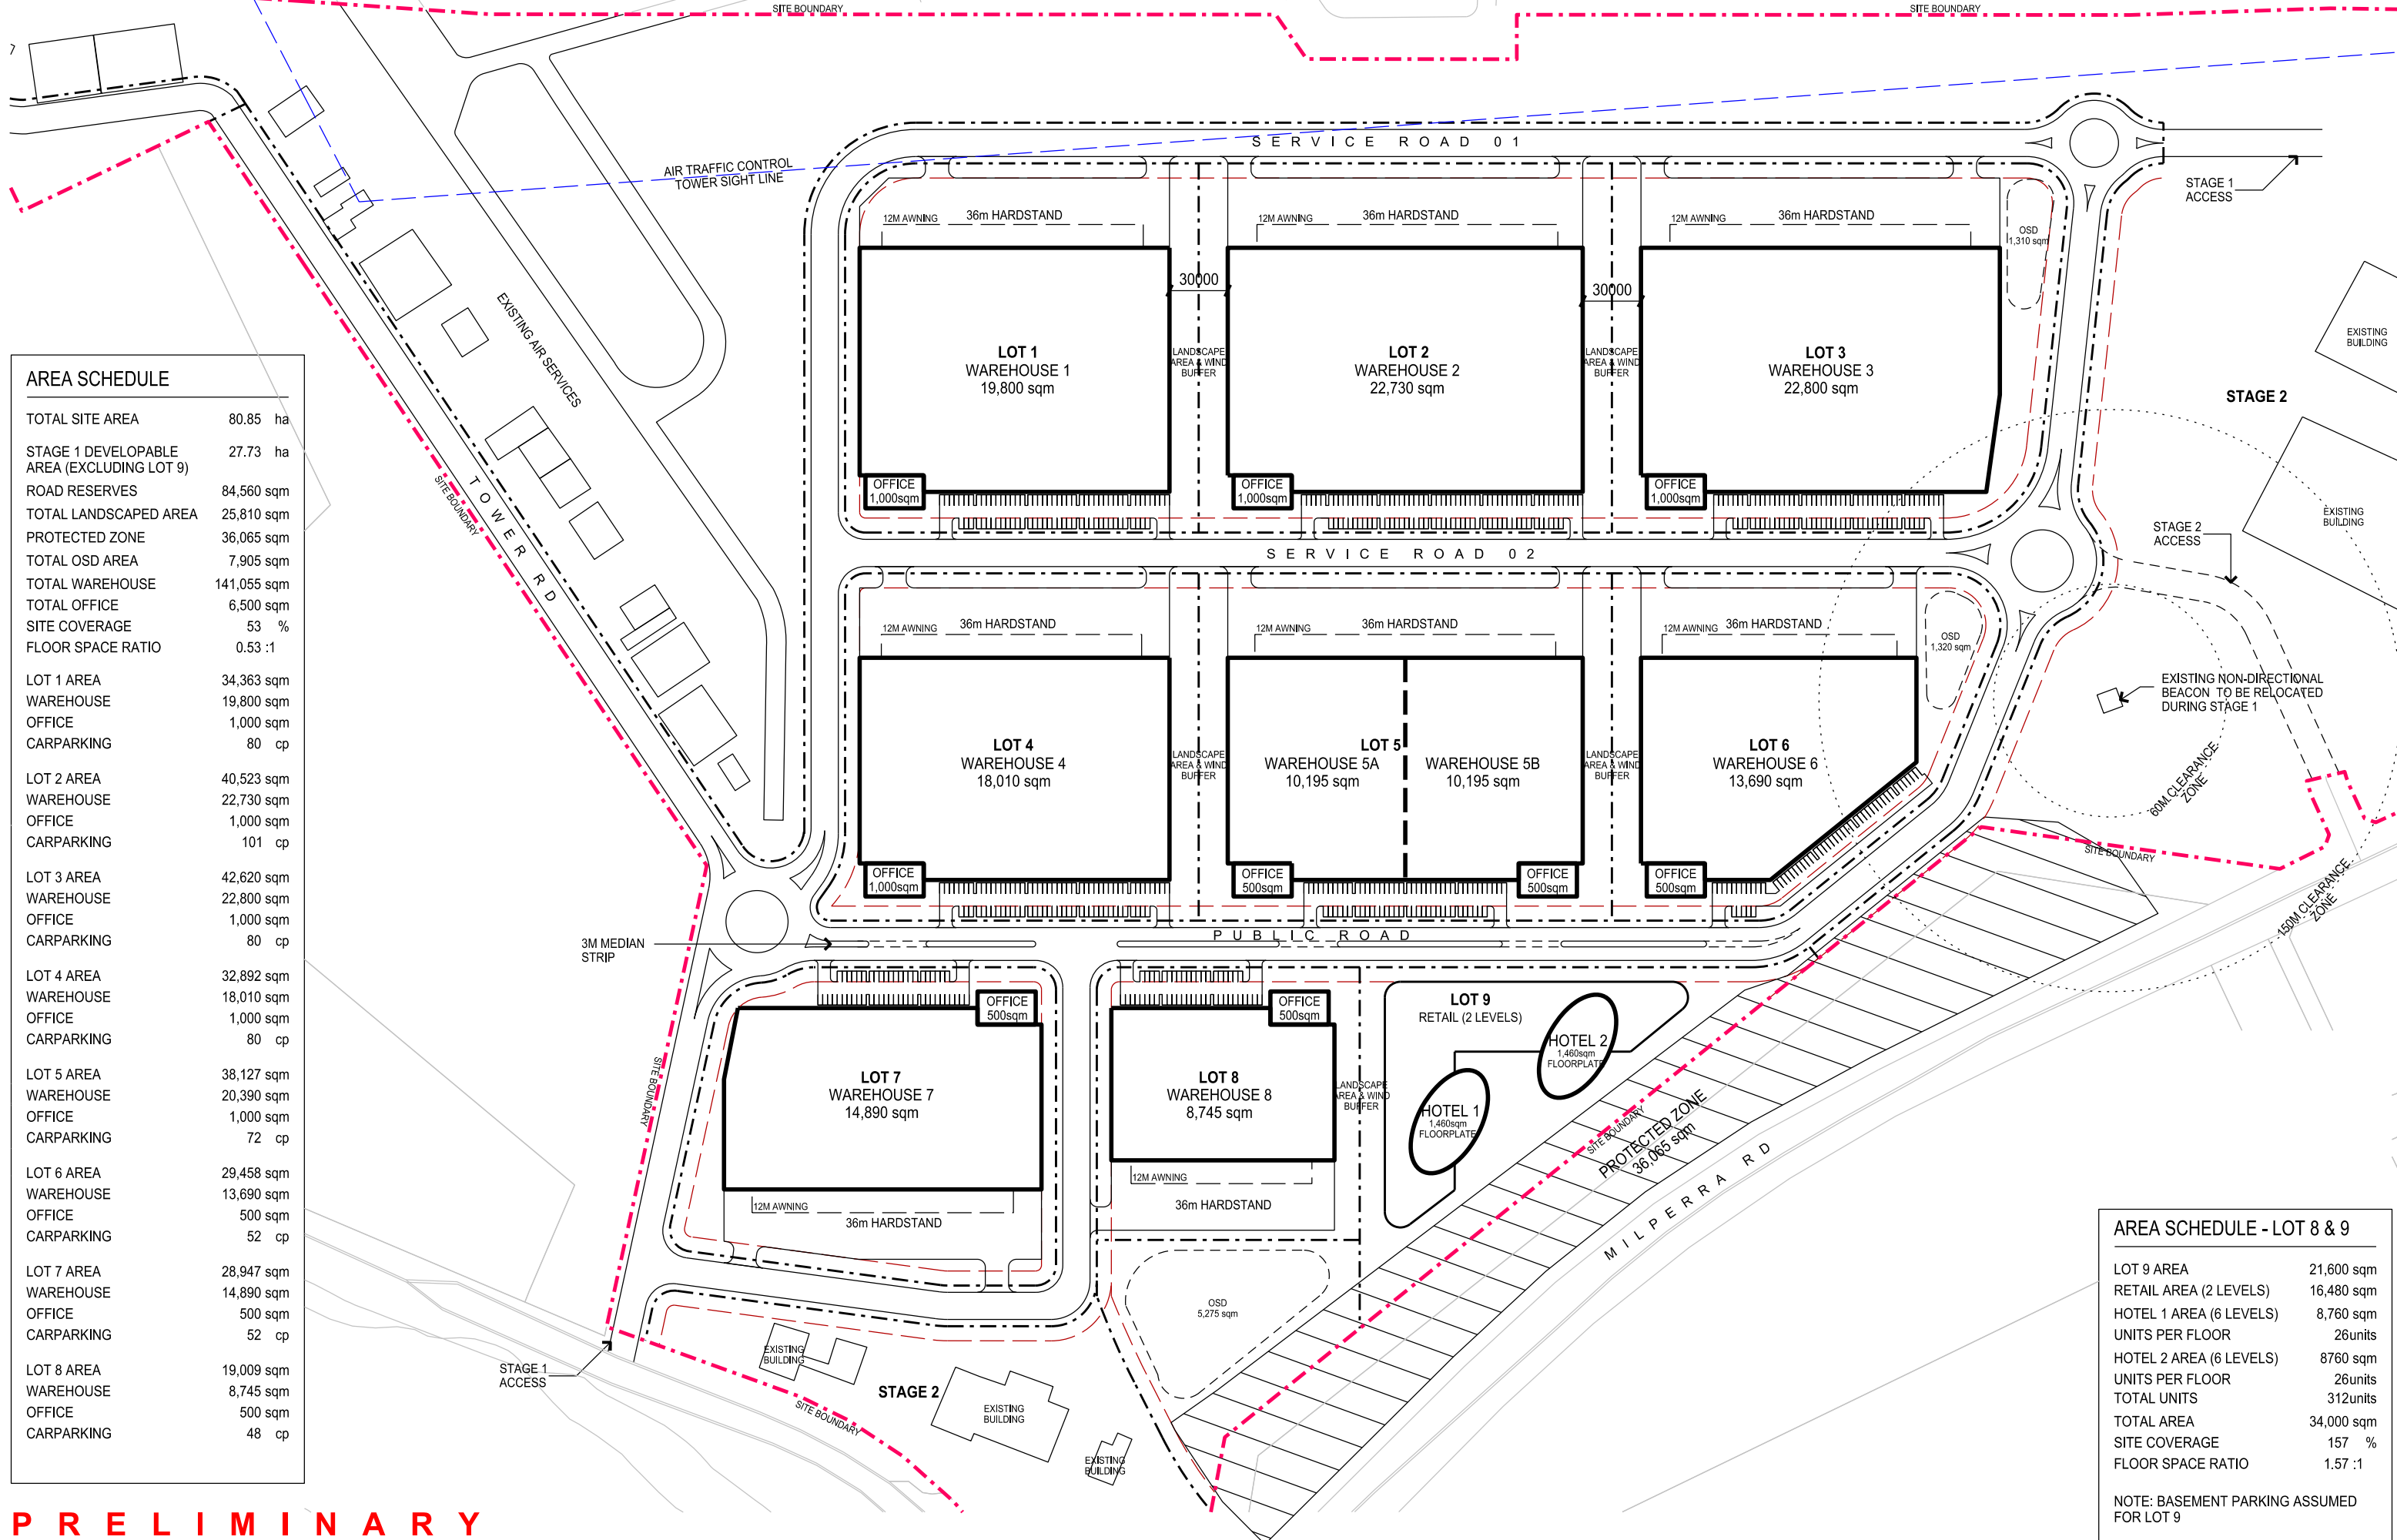 SITE BOUNDARY
SITE BOUNDARY
SERVICE ROAD 01
AIR TRAFFIC CONTROL
TOWER SIGHT LINE
STAGE 1
ACCESS
12M AWNING
36m HARDSTAND
12M AWNING
36m HARDSTAND
12M AWNING
36m HARDSTAND
OSD
1,310 sqm
30000
30000
EXISTING AIR SERVICES
EXISTING
BUILDING
LOT 1
WAREHOUSE 1
19,800 sqm
LANDSCAPE
AREA & WIND
BUFFER
LOT 2
WAREHOUSE 2
22,730 sqm
LANDSCAPE
AREA & WIND
BUFFER
LOT 3
WAREHOUSE 3
22,800 sqm
STAGE 2
OFFICE
1,000sqm
OFFICE
1,000sqm
OFFICE
1,000sqm
EXISTING
BUILDING
STAGE 2
ACCESS
SITE BOUNDARY
TOWER RD
SERVICE ROAD 02
12M AWNING
36m HARDSTAND
12M AWNING
36m HARDSTAND
12M AWNING
36m HARDSTAND
OSD
1,320 sqm
EXISTING NON-DIRECTIONAL
BEACON TO BE RELOCATED
DURING STAGE 1
LOT 4
WAREHOUSE 4
18,010 sqm
LANDSCAPE
AREA & WIND
BUFFER
LOT 5
WAREHOUSE 5A
10,195 sqm
WAREHOUSE 5B
10,195 sqm
LANDSCAPE
AREA & WIND
BUFFER
LOT 6
WAREHOUSE 6
13,690 sqm
60M CLEARANCE
ZONE
SITE BOUNDARY
150M CLEARANCE
ZONE
OFFICE
1,000sqm
OFFICE
500sqm
OFFICE
500sqm
OFFICE
500sqm
3M MEDIAN
STRIP
PUBLIC ROAD
OFFICE
500sqm
OFFICE
500sqm
LOT 9
RETAIL (2 LEVELS)
HOTEL 2
1,460sqm
FLOORPLATE
HOTEL 1
1,460sqm
FLOORPLATE
SITE BOUNDARY
LOT 7
WAREHOUSE 7
14,890 sqm
LOT 8
WAREHOUSE 8
8,745 sqm
LANDSCAPE
AREA & WIND
BUFFER
SITE BOUNDARY
PROTECTED ZONE
36,065 sqm
MILPERRA RD
12M AWNING
36m HARDSTAND
12M AWNING
36m HARDSTAND
OSD
5,275 sqm
STAGE 1
ACCESS
EXISTING
BUILDING
STAGE 2
SITE BOUNDARY
EXISTING
BUILDING
EXISTING
BUILDING
AREA SCHEDULE
TOTAL SITE AREA 80.85 ha
STAGE 1 DEVELOPABLE 27.73 ha
AREA (EXCLUDING LOT 9)
ROAD RESERVES 84,560 sqm
TOTAL LANDSCAPED AREA 25,810 sqm
PROTECTED ZONE 36,065 sqm
TOTAL OSD AREA 7,905 sqm
TOTAL WAREHOUSE 141,055 sqm
TOTAL OFFICE 6,500 sqm
SITE COVERAGE 53 %
FLOOR SPACE RATIO 0.53 :1
LOT 1 AREA 34,363 sqm
WAREHOUSE 19,800 sqm
OFFICE 1,000 sqm
CARPARKING 80 cp
LOT 2 AREA 40,523 sqm
WAREHOUSE 22,730 sqm
OFFICE 1,000 sqm
CARPARKING 101 cp
LOT 3 AREA 42,620 sqm
WAREHOUSE 22,800 sqm
OFFICE 1,000 sqm
CARPARKING 80 cp
LOT 4 AREA 32,892 sqm
WAREHOUSE 18,010 sqm
OFFICE 1,000 sqm
CARPARKING 80 cp
LOT 5 AREA 38,127 sqm
WAREHOUSE 20,390 sqm
OFFICE 1,000 sqm
CARPARKING 72 cp
LOT 6 AREA 29,458 sqm
WAREHOUSE 13,690 sqm
OFFICE 500 sqm
CARPARKING 52 cp
LOT 7 AREA 28,947 sqm
WAREHOUSE 14,890 sqm
OFFICE 500 sqm
CARPARKING 52 cp
LOT 8 AREA 19,009 sqm
WAREHOUSE 8,745 sqm
OFFICE 500 sqm
CARPARKING 48 cp
AREA SCHEDULE - LOT 8 & 9
LOT 9 AREA 21,600 sqm
RETAIL AREA (2 LEVELS) 16,480 sqm
HOTEL 1 AREA (6 LEVELS) 8,760 sqm
UNITS PER FLOOR 26units
HOTEL 2 AREA (6 LEVELS) 8760 sqm
UNITS PER FLOOR 26units
TOTAL UNITS 312units
TOTAL AREA 34,000 sqm
SITE COVERAGE 157 %
FLOOR SPACE RATIO 1.57 :1
NOTE: BASEMENT PARKING ASSUMED
FOR LOT 9
PRELIMINARY